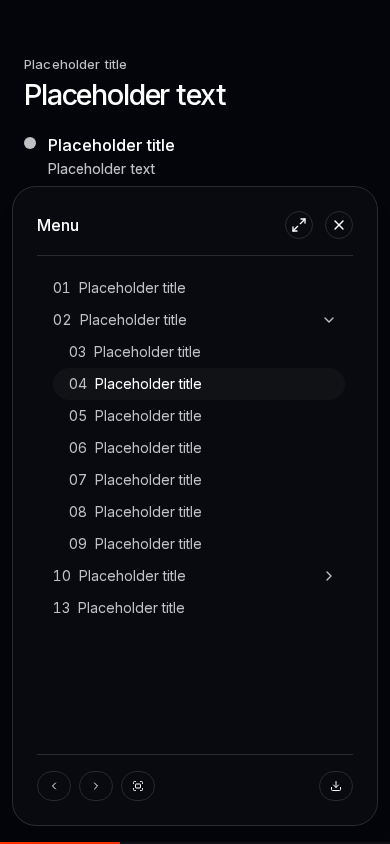 Placeholder title
Placeholder text
Placeholder title
Placeholder text
Menu
01 Placeholder title
02 Placeholder title
03 Placeholder title
04 Placeholder title
05 Placeholder title
06 Placeholder title
07 Placeholder title
08 Placeholder title
09 Placeholder title
10 Placeholder title
13 Placeholder title